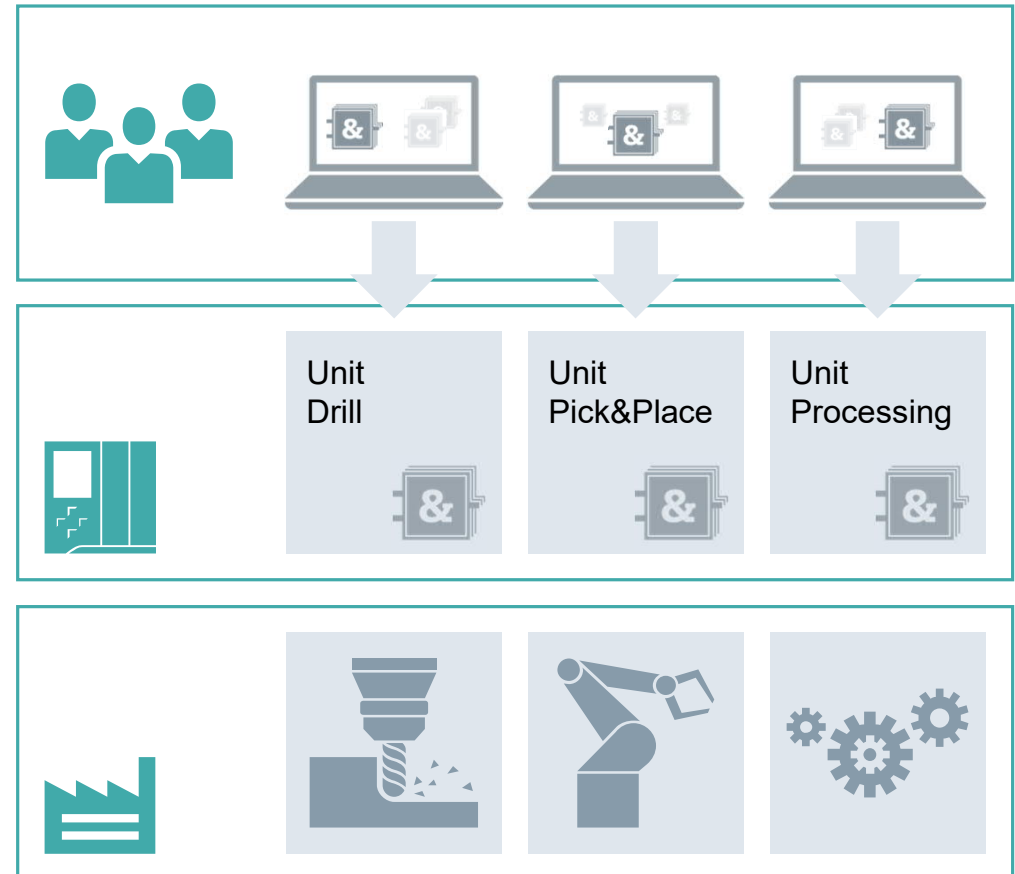 & & & & & & & &
Unit
Drill
Unit
Pick&Place
Unit
Processing
& & &